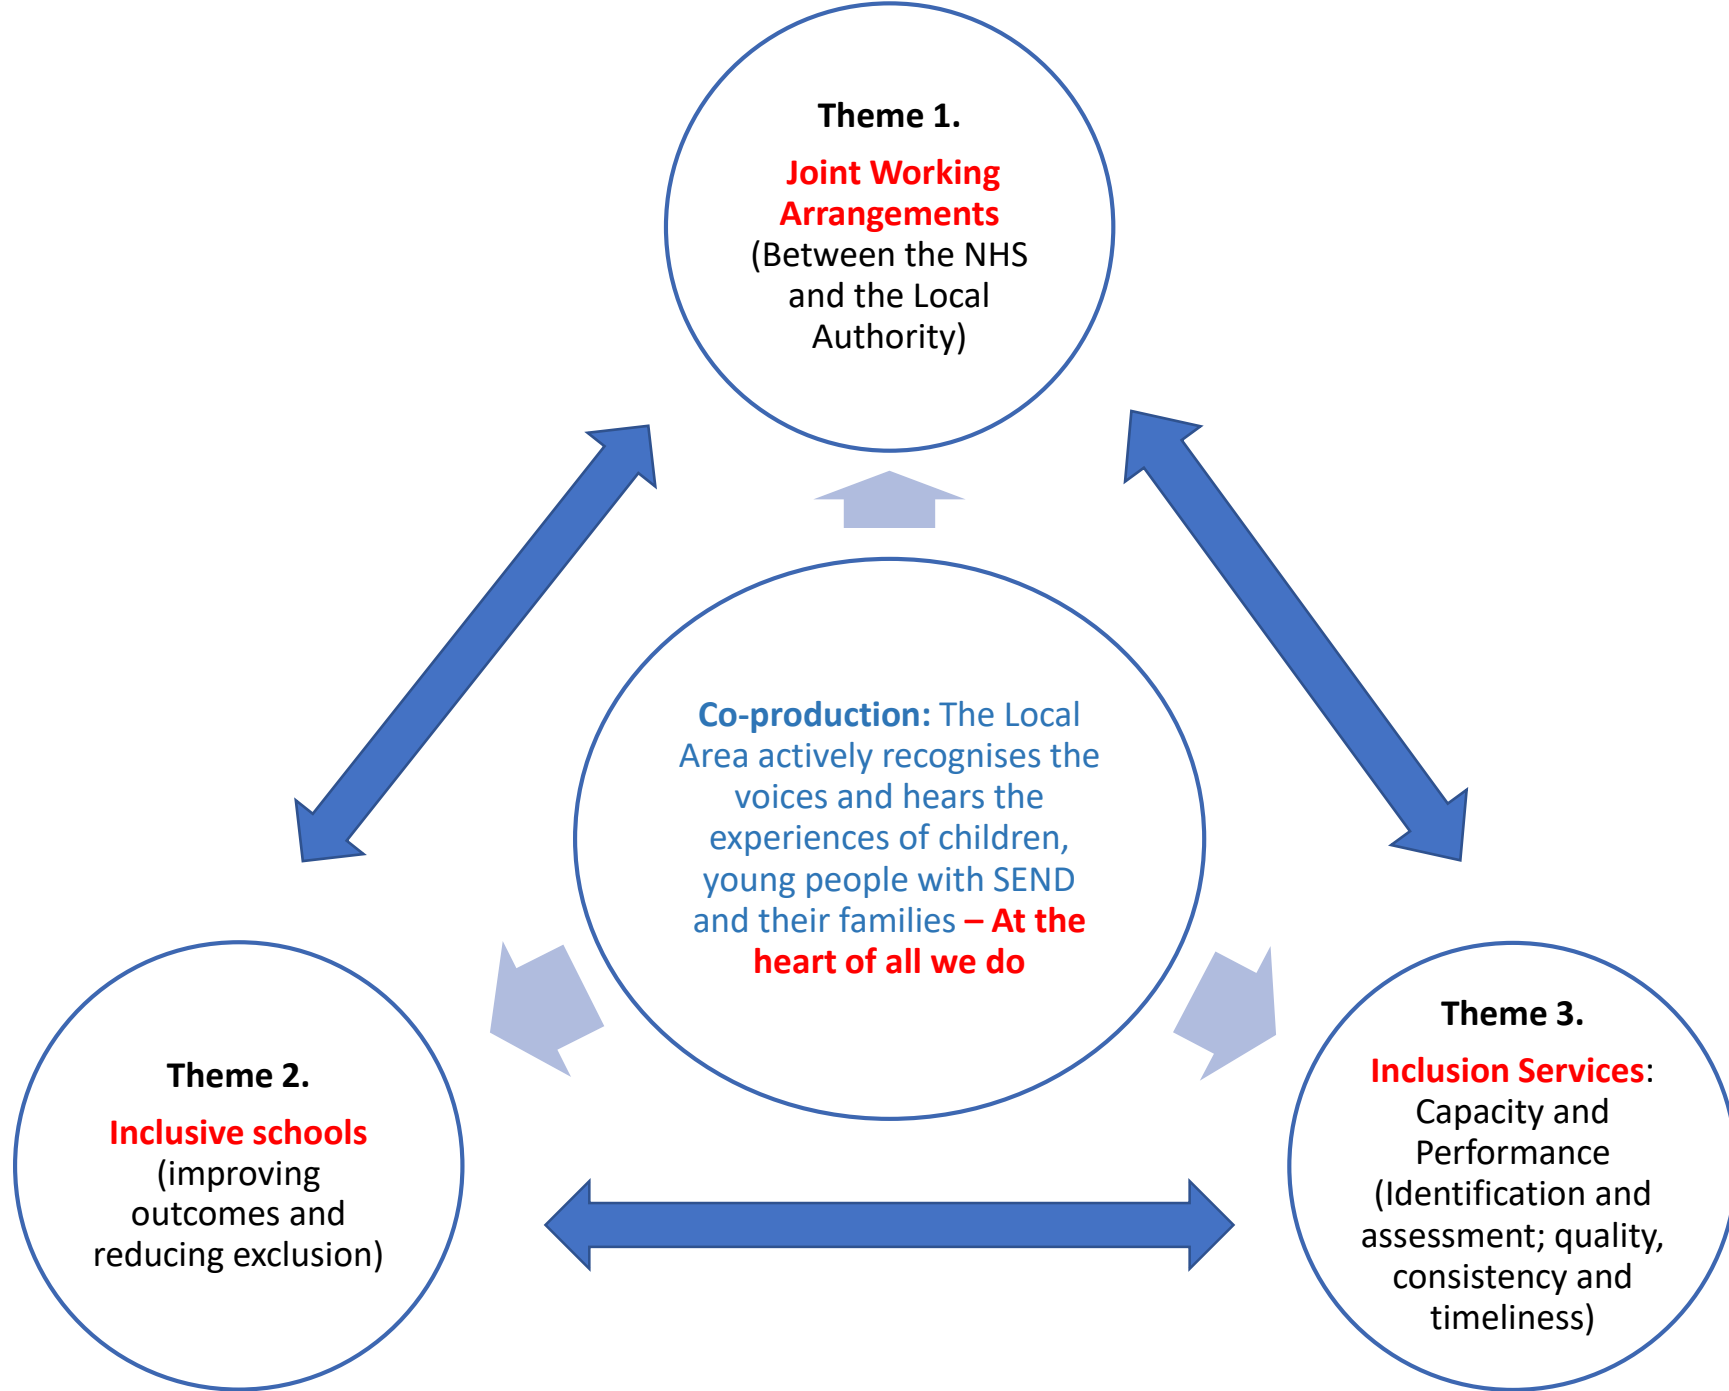 Theme 1.
Joint Working
Arrangements
(Between the NHS
and the Local
Authority)
Co-production: The Local
Area actively recognises the
voices and hears the
experiences of children,
young people with SEND
and their families – At the
heart of all we do
Theme 2.
Inclusive schools
(improving
outcomes and
reducing exclusion)
Theme 3.
Inclusion Services:
Capacity and
Performance
(Identification and
assessment; quality,
consistency and
timeliness)